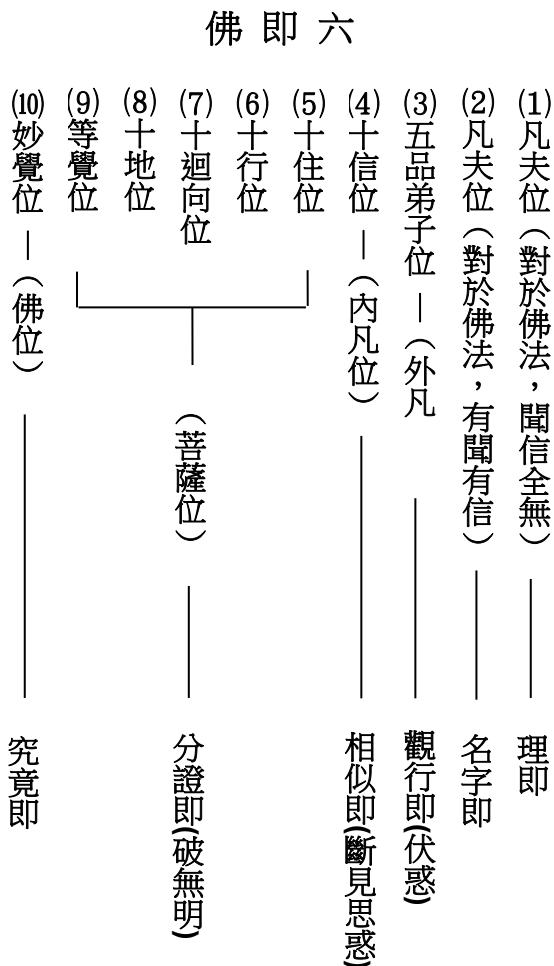 六即佛
(1)凡夫位（對於佛法，聞信全無）——理即
(2)凡夫位（對於佛法，有聞有信）——名字即
(3)五品弟子位—（外凡——觀行即(伏惑)
(4)十信位—（內凡位）——相似即(斷見思惑)
(5)十住位
(6)十行位
(7)十迴向位
(8)十地位
(9)等覺位
（菩薩位）——分證即(破無明)
(10)妙覺位—（佛位）——究竟即